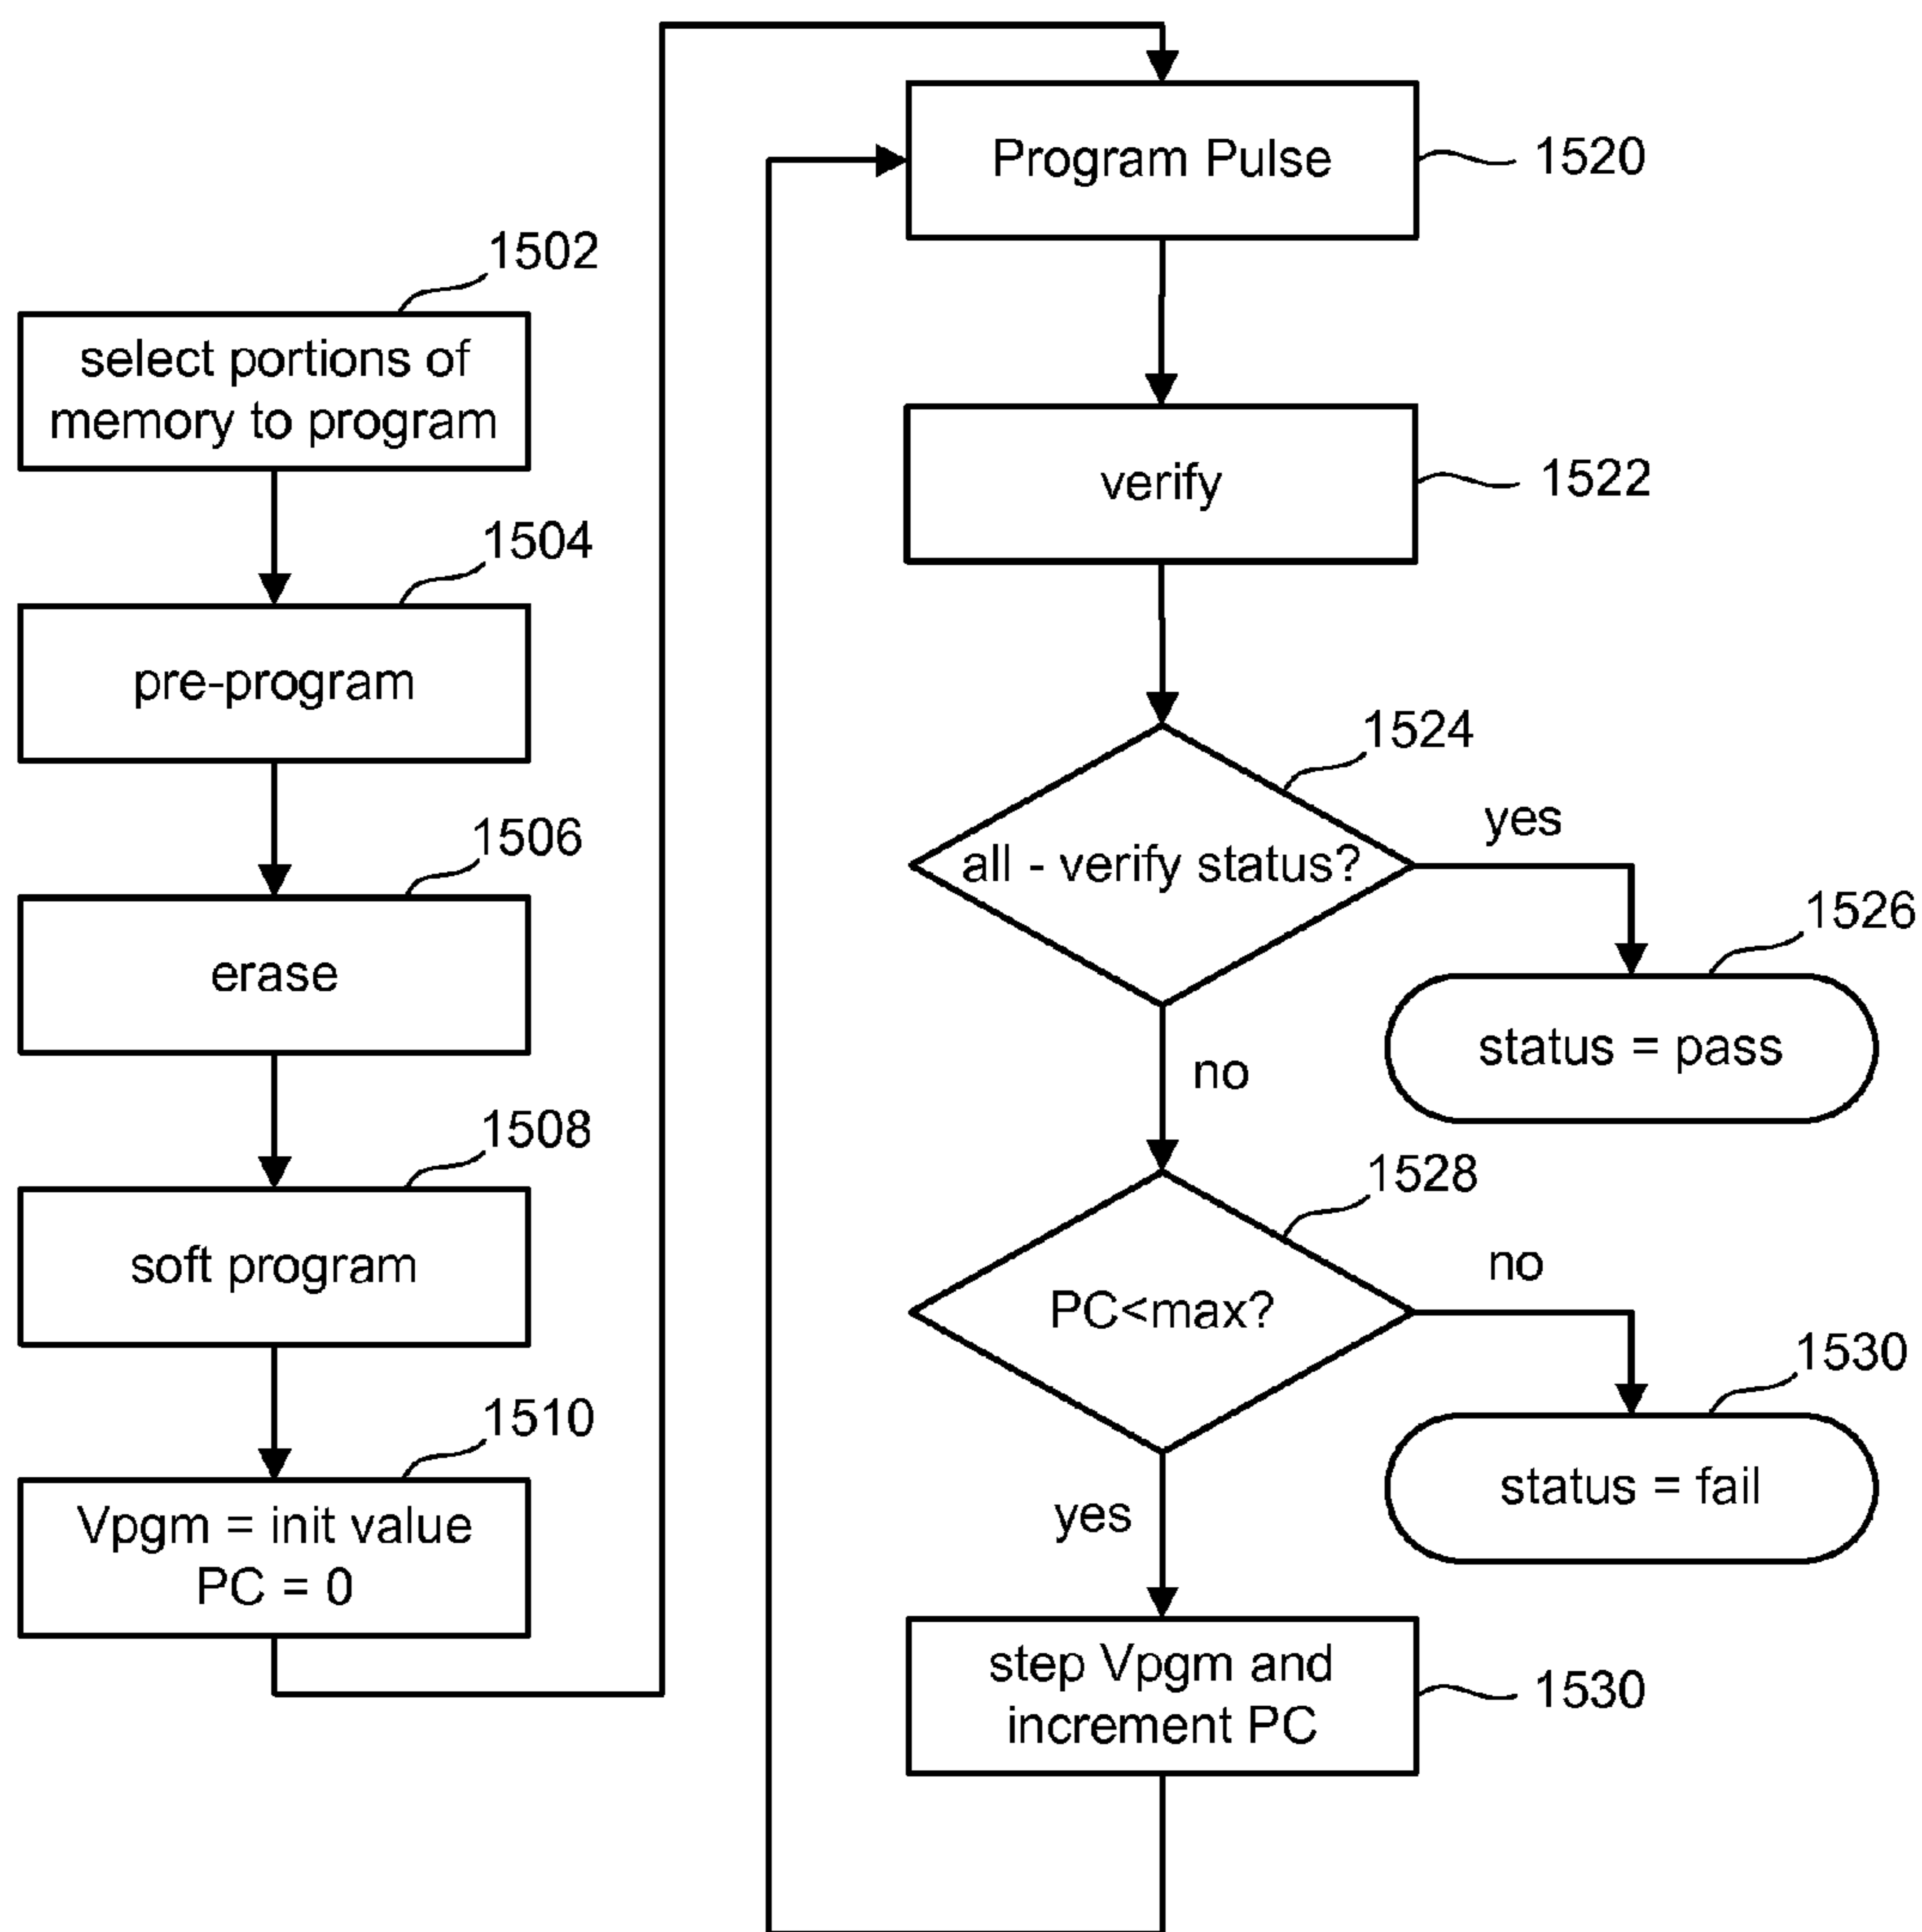 1502
select portions of
memory to program
1504
pre-program
1506
erase
1508
soft program
1510
Vpgm = init value
PC = 0
Program Pulse
1520
verify
1522
1524
all - verify status?
yes
1526
status = pass
no
1528
PC<max?
no
1530
status = fail
yes
step Vpgm and
increment PC
1530